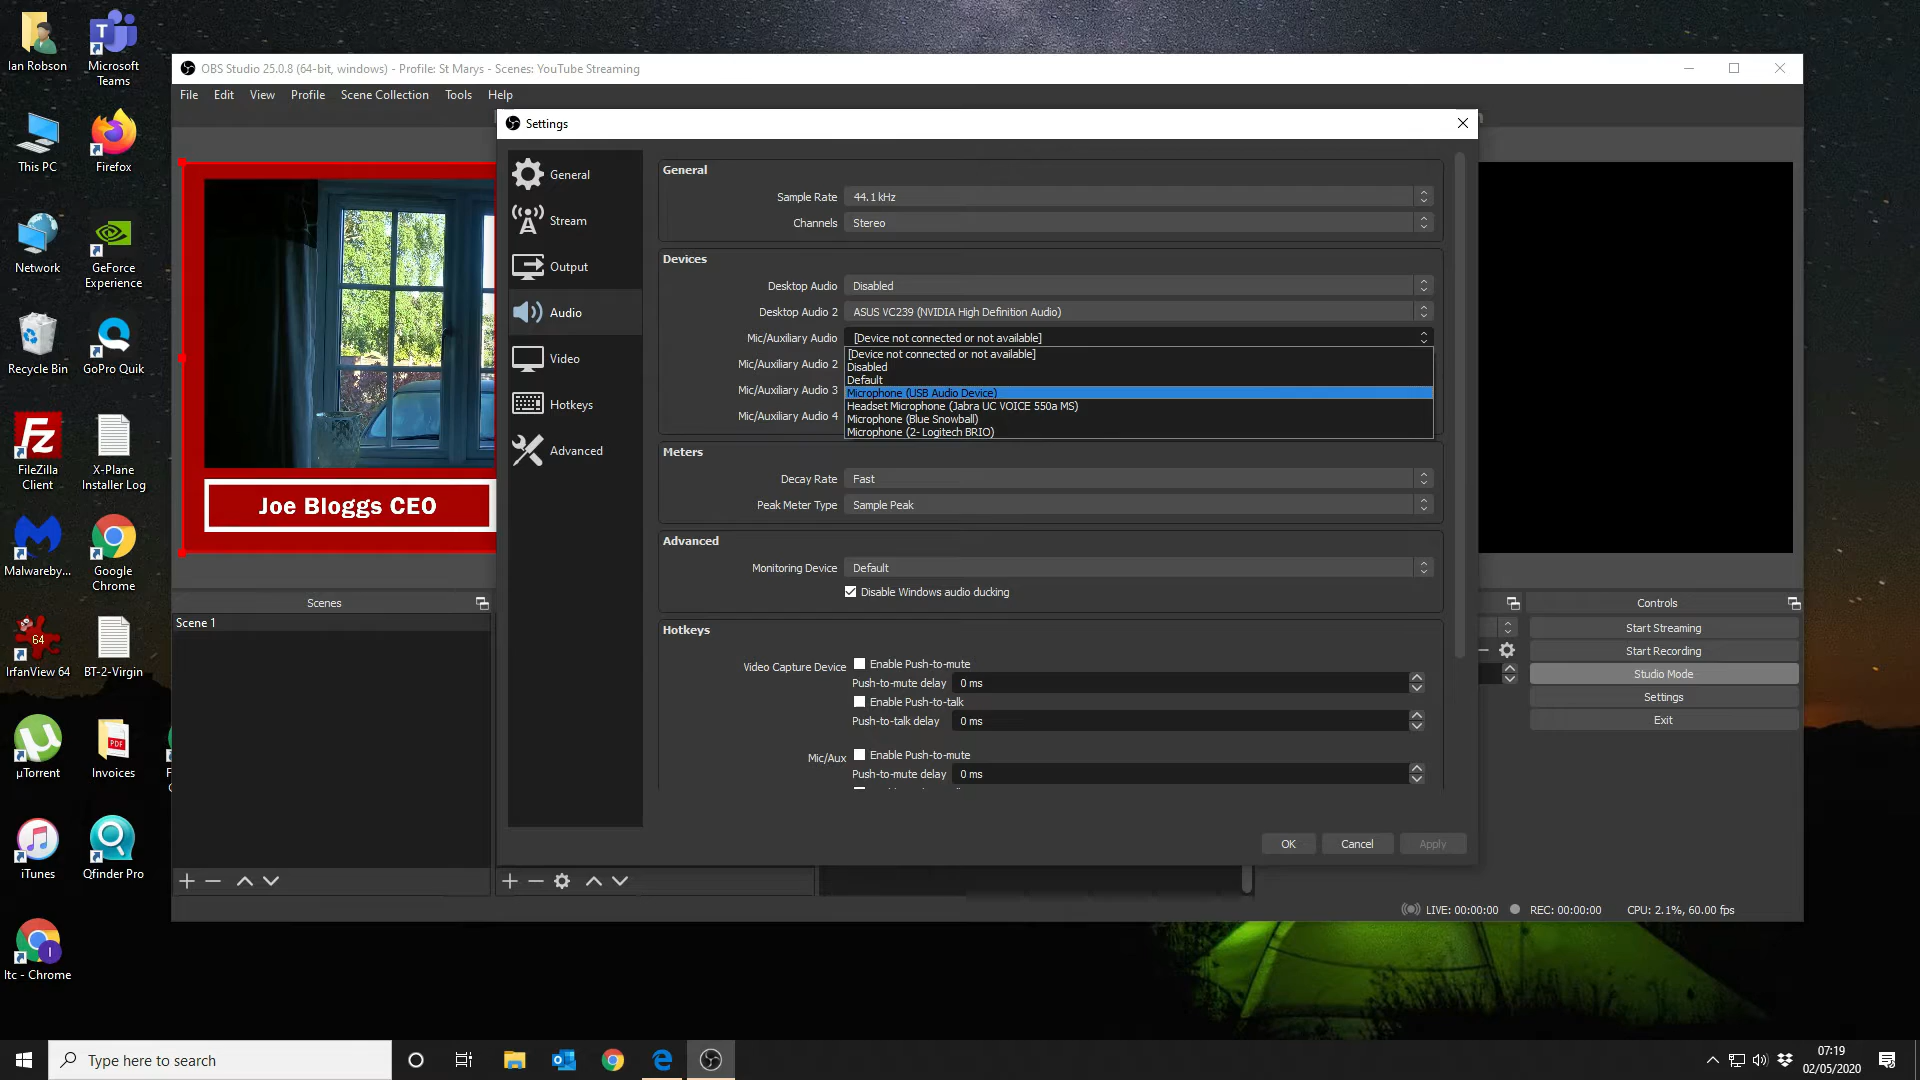 Ian Robson
Microsoft
Teams
This PC
Firefox
Network
GeForce
Experience
Recycle Bin
GoPro Quik
FileZilla
Client
X-Plane
Installer Log
Malwareby...
Google
Chrome
64
IrfanView 64
BT-2-Virgin
µTorrent
PDF
Invoices
iTunes
Qfinder Pro
ltc - Chrome
OBS Studio 25.0.8 (64-bit, windows) - Profile: St Marys - Scenes: YouTube Streaming
File Edit View Profile Scene Collection Tools Help
Joe Bloggs CEO
Scenes
Scene 1
Settings
General
Stream
Output
Audio
Video
Hotkeys
Advanced
General
Sample Rate 44.1 kHz
Channels Stereo
Devices
Desktop Audio Disabled
Desktop Audio 2 ASUS VC239 (NVIDIA High Definition Audio)
Mic/Auxiliary Audio [Device not connected or not available]
Mic/Auxiliary Audio 2
Mic/Auxiliary Audio 3
Mic/Auxiliary Audio 4
[Device not connected or not available]
Disabled
Default
Microphone (USB Audio Device)
Headset Microphone (Jabra UC VOICE 550a MS)
Microphone (Blue Snowball)
Microphone (2- Logitech BRIO)
Meters
Decay Rate Fast
Peak Meter Type Sample Peak
Advanced
Monitoring Device Default
Disable Windows audio ducking
Hotkeys
Video Capture Device Enable Push-to-mute
Push-to-mute delay 0 ms
Enable Push-to-talk
Push-to-talk delay 0 ms
Mic/Aux Enable Push-to-mute
Push-to-mute delay 0 ms
OK Cancel Apply
Controls
Start Streaming
Start Recording
Studio Mode
Settings
Exit
LIVE: 00:00:00 REC: 00:00:00 CPU: 2.1%, 60.00 fps
Type here to search
07:19
02/05/2020